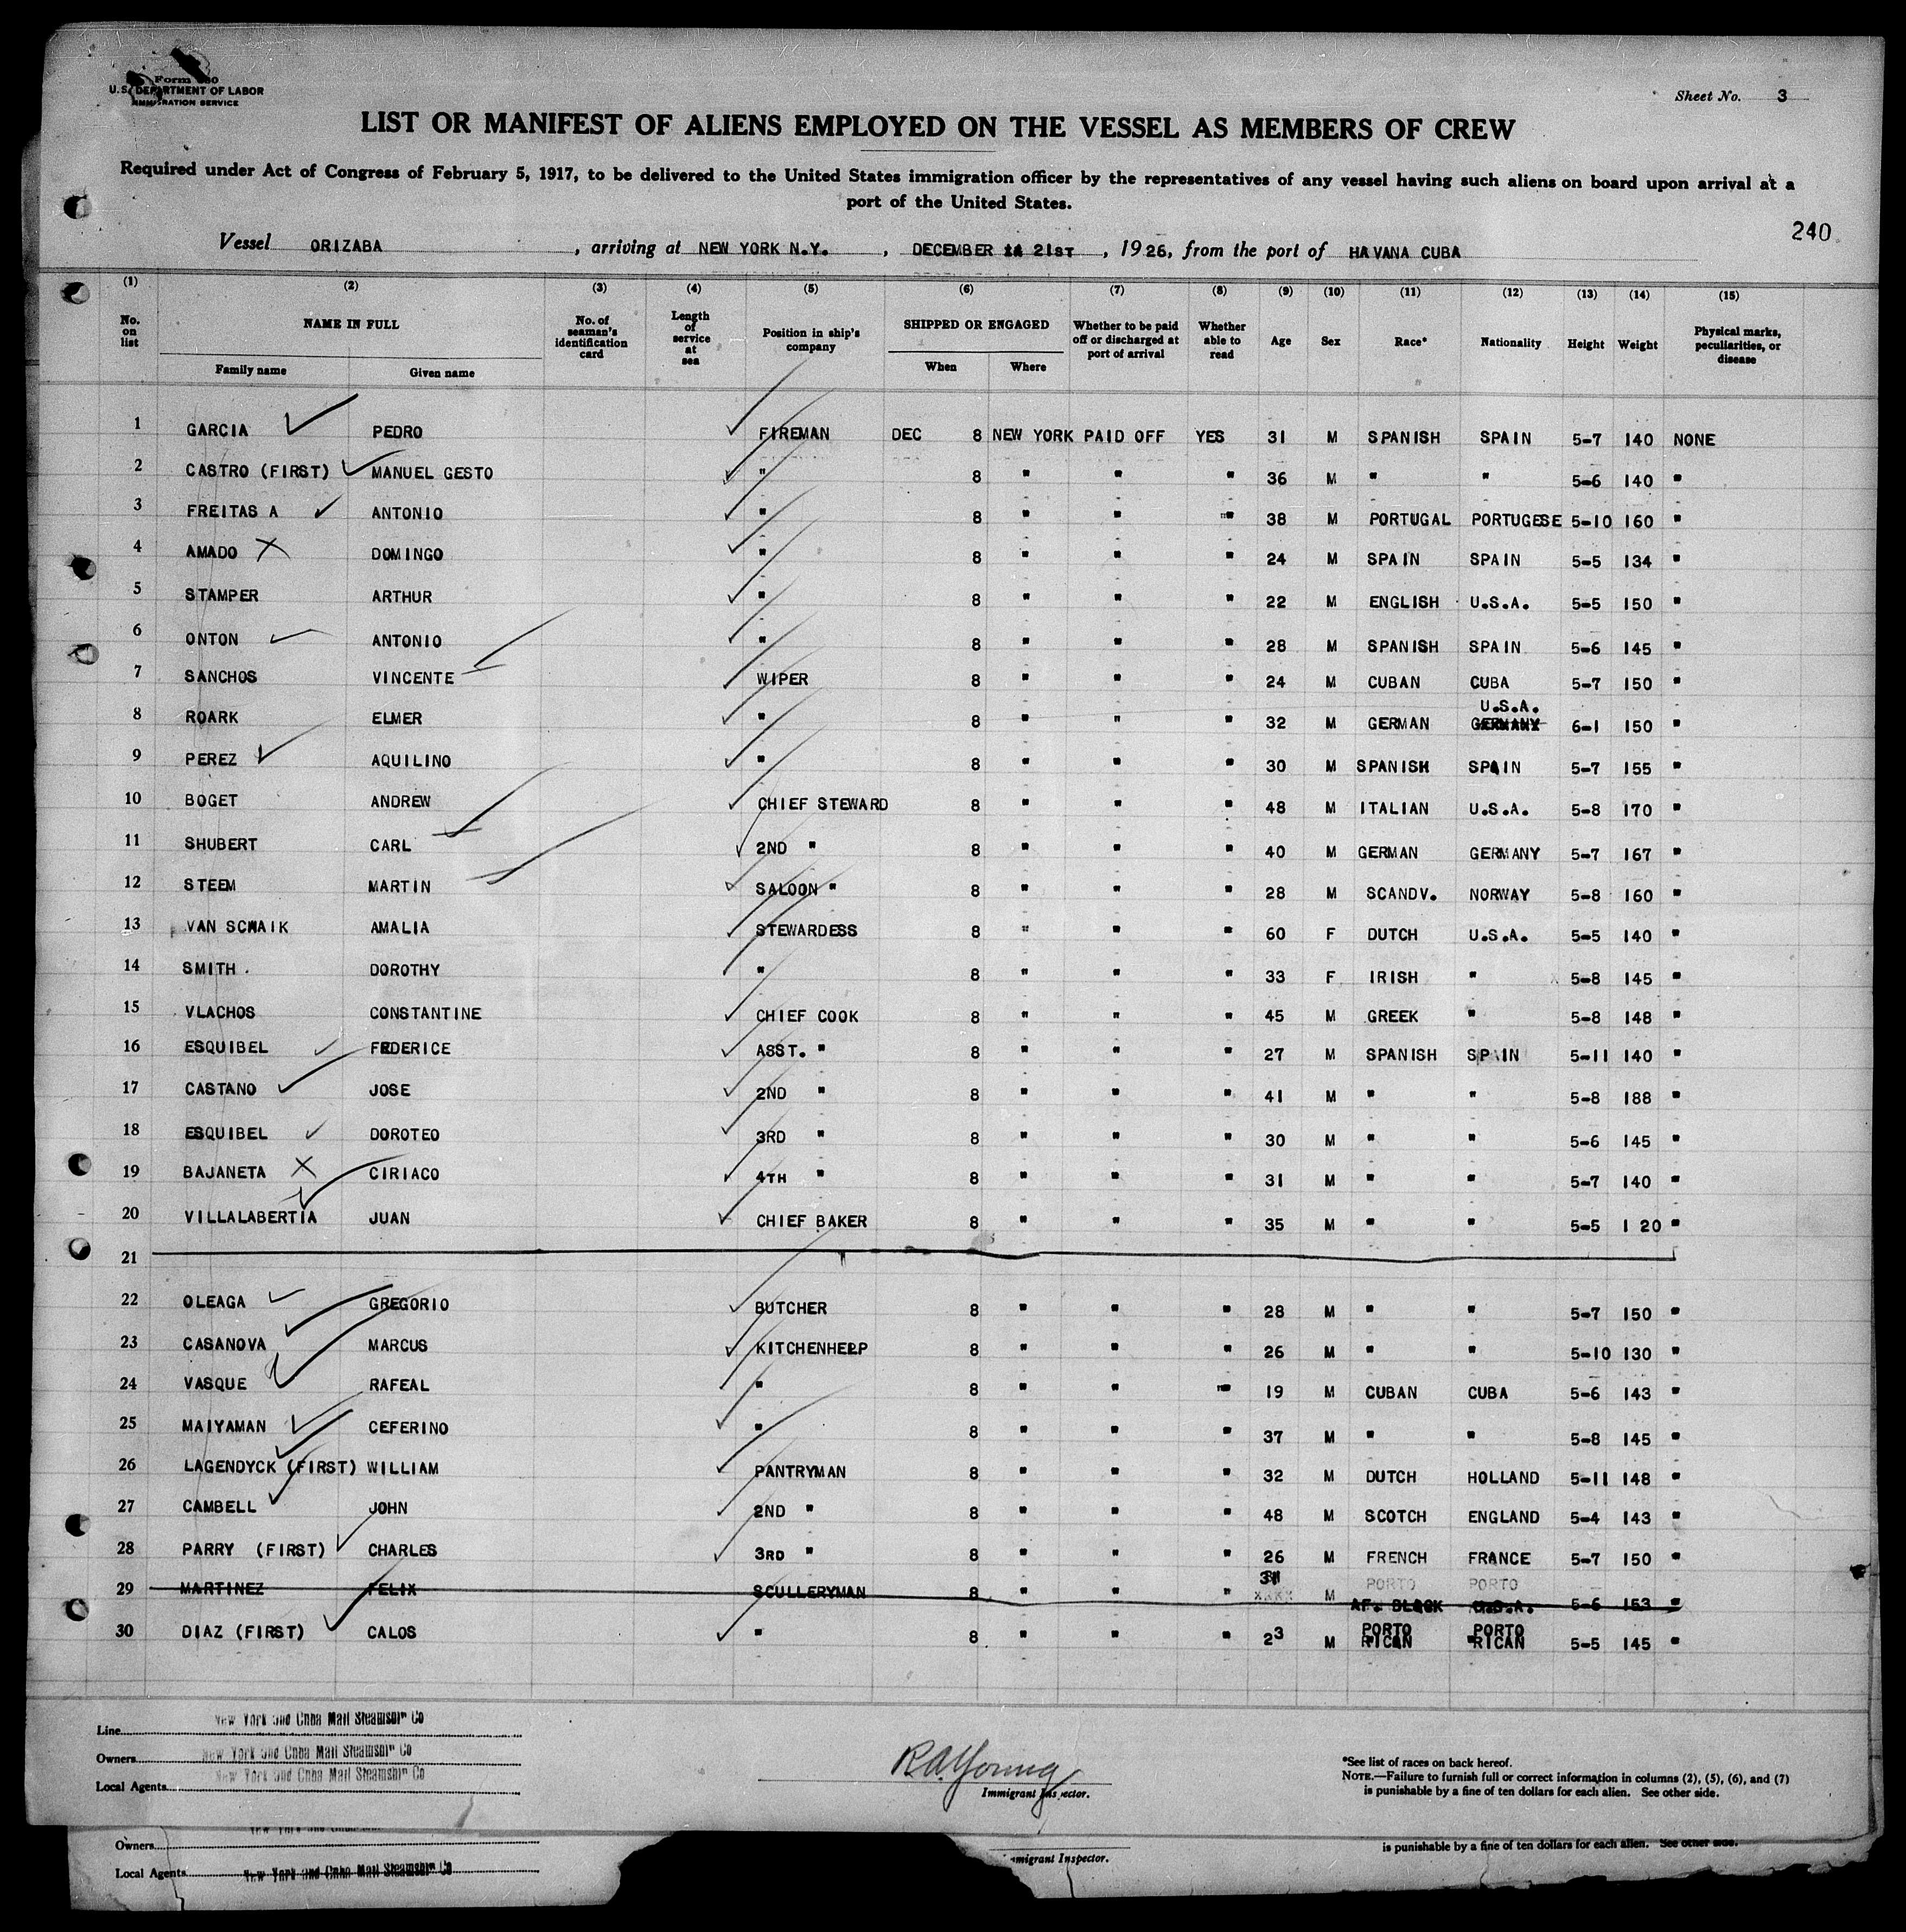 Form 680
U.S. DEPARTMENT OF LABOR
IMMIGRATION SERVICE
Sheet No. 3
LIST OR MANIFEST OF ALIENS EMPLOYED ON THE VESSEL AS MEMBERS OF CREW
Required under Act of Congress of February 5, 1917, to be delivered to the United States immigration officer by the representatives of any vessel having such aliens on board upon arrival at a
port of the United States.
240
Vessel ORIZABA, arriving at NEW YORK N.Y., DECEMBER 21ST, 1926, from the port of HAVANA CUBA
(1) (2) (3) (4) (5) (6) (7) (8) (9) (10) (11) (12) (13) (14) (15)
No. on list NAME IN FULL Family name Given name No. of seaman's identification card Length of service at sea Position in ship's company SHIPPED OR ENGAGED When Where Whether to be paid off or discharged at port of arrival Whether able to read Age Sex Race* Nationality Height Weight Physical marks, peculiarities, or disease
1 GARCIA PEDRO FIREMAN DEC 8 NEW YORK PAID OFF YES 31 M SPANISH SPAIN 5-7 140 NONE
2 CASTRO (FIRST) MANUEL GESTO " 8 " " " 36 M " " 5-6 140 "
3 FREITAS A ANTONIO " 8 " " " 38 M PORTUGAL PORTUGESE 5-10 160 "
4 AMADO DOMINGO " 8 " " " 24 M SPAIN SPAIN 5-5 134 "
5 STAMPER ARTHUR " 8 " " " 22 M ENGLISH U.S.A. 5-5 150 "
6 ONTON ANTONIO " 8 " " " 28 M SPANISH SPAIN 5-6 145 "
7 SANCHOS VINCENTE WIPER 8 " " " 24 M CUBAN CUBA 5-7 150 "
8 ROARK ELMER " 8 " " " 32 M GERMAN U.S.A. GERMANY 6-1 150 "
9 PEREZ AQUILINO " 8 " " " 30 M SPANISH SPAIN 5-7 155 "
10 BOGET ANDREW CHIEF STEWARD 8 " " " 48 M ITALIAN U.S.A. 5-8 170 "
11 SHUBERT CARL 2ND " 8 " " " 40 M GERMAN GERMANY 5-7 167 "
12 STEEM MARTIN SALOON " 8 " " " 28 M SCANDV. NORWAY 5-8 160 "
13 VAN SCHAIK AMALIA STEWARDESS 8 " " " 60 F DUTCH U.S.A. 5-5 140 "
14 SMITH. DOROTHY " 8 " " " 33 F IRISH " 5-8 145 "
15 VLACHOS CONSTANTINE CHIEF COOK 8 " " " 45 M GREEK " 5-8 148 "
16 ESQUIBEL FRDERICE ASST. " 8 " " " 27 M SPANISH SPAIN 5-11 140 "
17 CASTANO JOSE 2ND " 8 " " " 41 M " " 5-8 188 "
18 ESQUIBEL DOROTEO 3RD " 8 " " " 30 M " " 5-6 145 "
19 BAJANETA CIRIACO 4TH " 8 " " " 31 M " " 5-7 140 "
20 VILLALABERTIA JUAN CHIEF BAKER 8 " " " 35 M " " 5-5 120 "
21
22 OLEAGA GREGORIO BUTCHER 8 " " " 28 M " " 5-7 150 "
23 CASANOVA MARCUS KITCHENHELP 8 " " " 26 M " " 5-10 130 "
24 VASQUE RAFEAL " 8 " " " 19 M CUBAN CUBA 5-6 143 "
25 MAIYAMAN CEFERINO " 8 " " " 37 M " " 5-8 145 "
26 LAGENDYCK (FIRST) WILLIAM PANTRYMAN 8 " " " 32 M DUTCH HOLLAND 5-11 148 "
27 CAMBELL JOHN 2ND " 8 " " " 48 M SCOTCH ENGLAND 5-4 143 "
28 PARRY (FIRST) CHARLES 3RD " 8 " " " 26 M FRENCH FRANCE 5-7 150 "
29 MARTINEZ FELIX SCULLERYMAN 8 " " " 31 M PORTO AF. BLACK PORTO U.S.A. 5-6 153 "
30 DIAZ (FIRST) CALOS " 8 " " " 23 M PORTO RICAN PORTO RICAN 5-5 145 "
Line New York and Cuba Mail Steamship Co
Owners New York and Cuba Mail Steamship Co
Local Agents New York and Cuba Mail Steamship Co
R.A. Young
Immigrant Inspector.
*See list of races on back hereof.
NOTE.—Failure to furnish full or correct information in columns (2), (5), (6), and (7)
is punishable by a fine of ten dollars for each alien. See other side.
Owners
Local Agents New York and Cuba Mail Steamship Co
migrant Inspector.
is punishable by a fine of ten dollars for each alien. See other side.